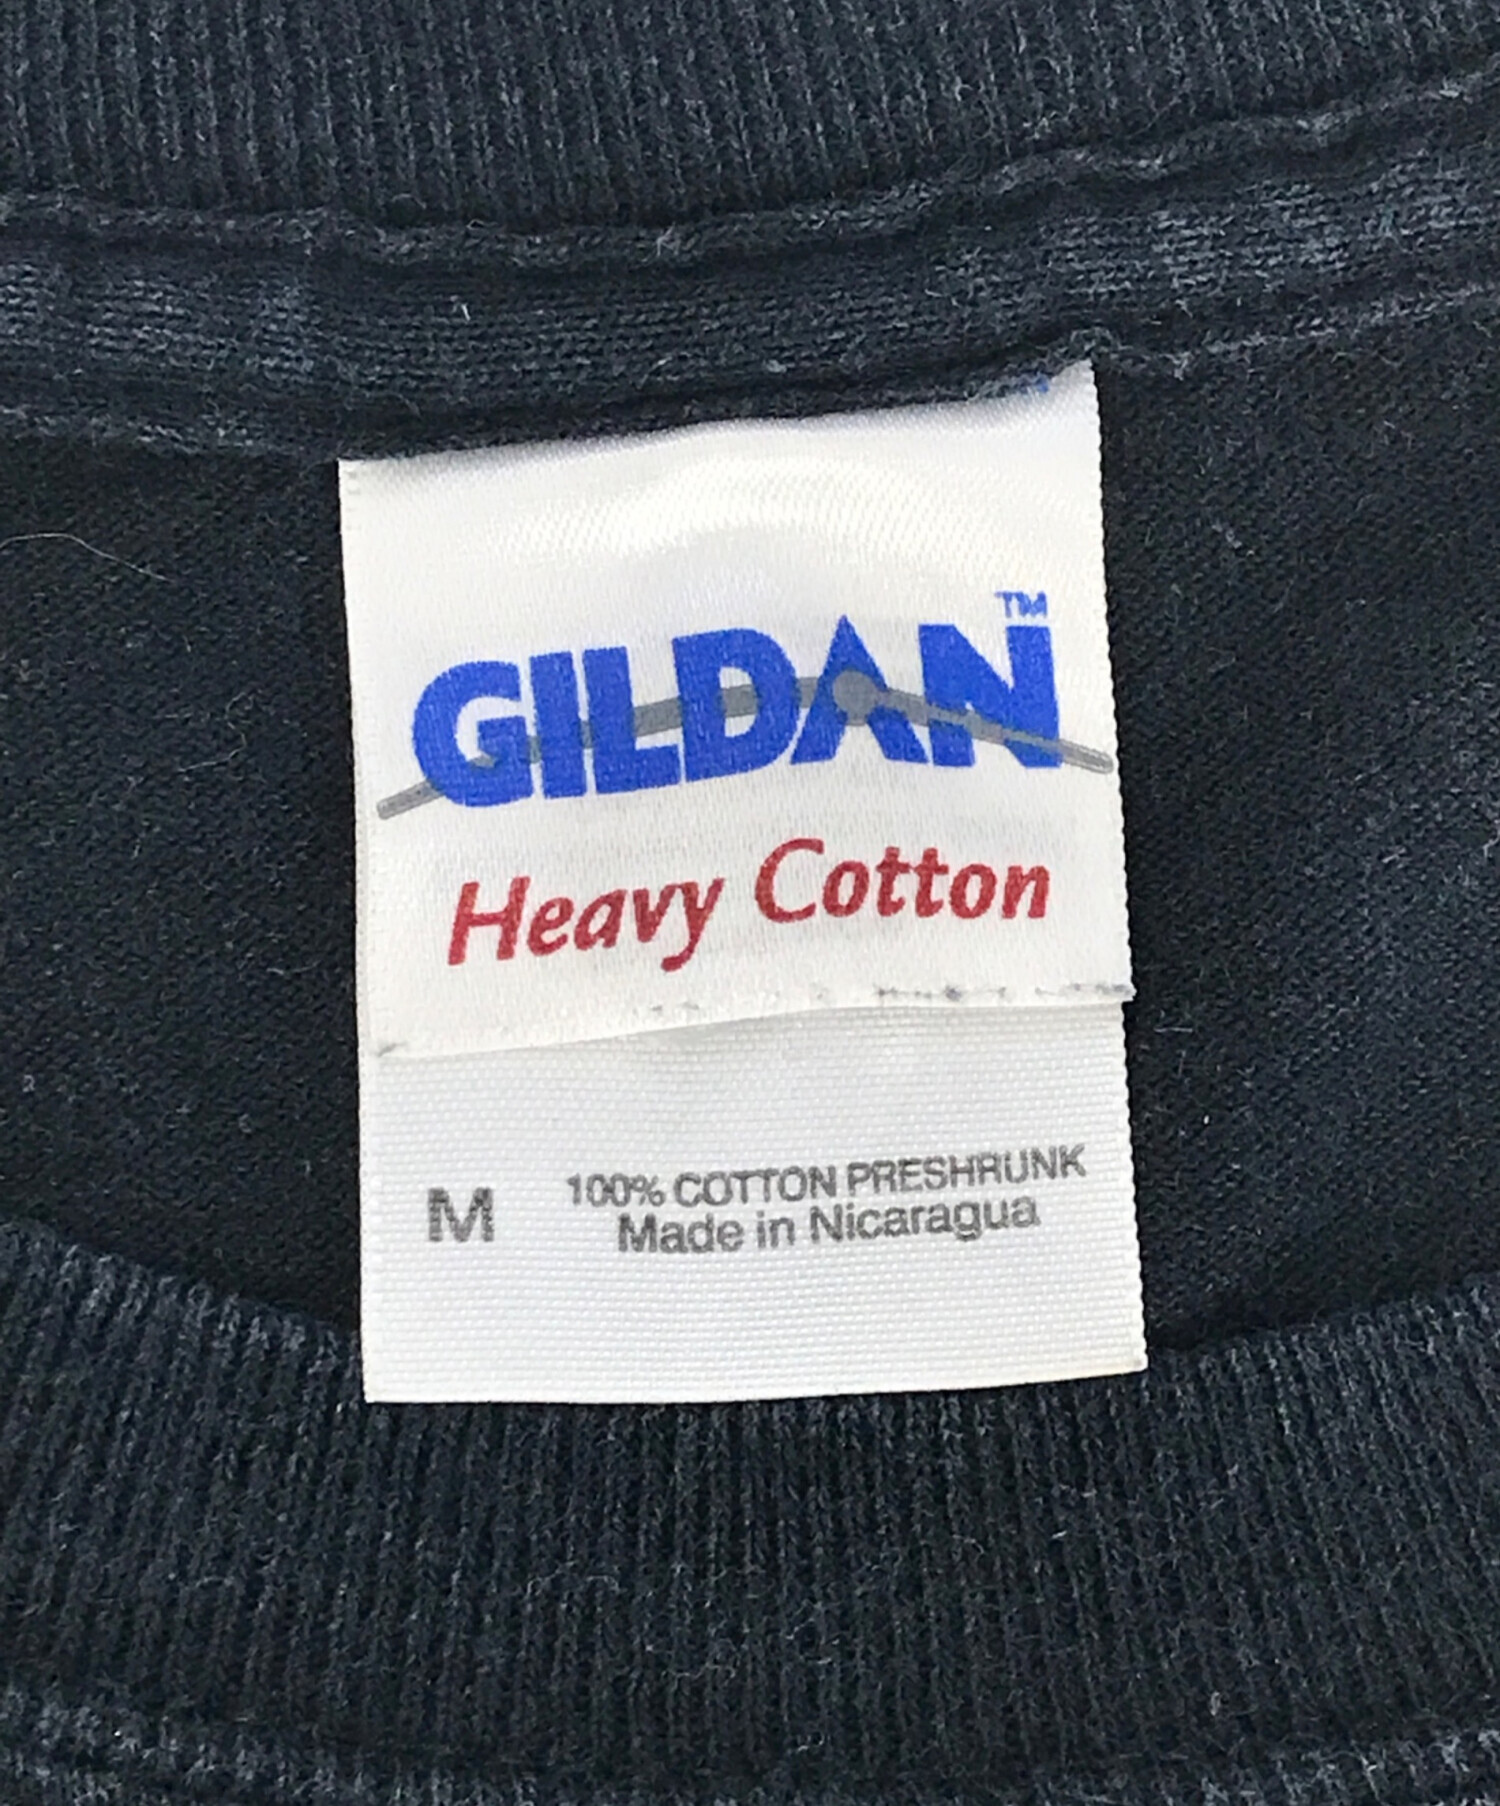 GILDAN™
Heavy Cotton
M
100% COTTON PRESHRUNK
Made in Nicaragua